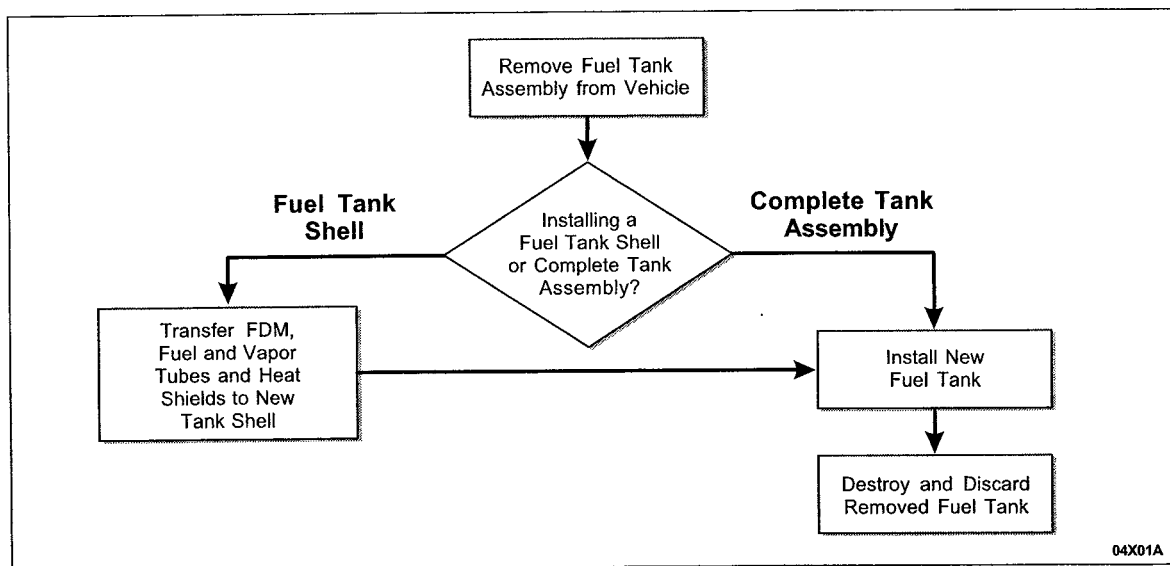 Remove Fuel Tank
Assembly from Vehicle
Fuel Tank
Shell
Complete Tank
Assembly
Installing a
Fuel Tank Shell
or Complete Tank
Assembly?
Transfer FDM,
Fuel and Vapor
Tubes and Heat
Shields to New
Tank Shell
Install New
Fuel Tank
Destroy and Discard
Removed Fuel Tank
04X01A